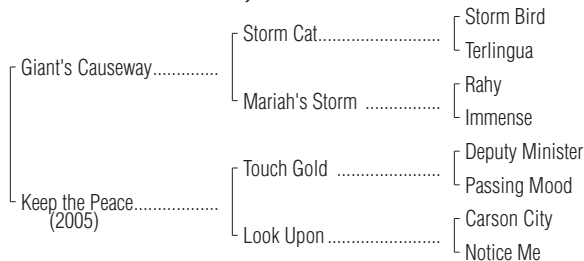 Giant's Causeway..............
Storm Cat..........................
Storm Bird
Terlingua
Mariah's Storm ................
Rahy
Immense
Keep the Peace..................
(2005)
Touch Gold ......................
Deputy Minister
Passing Mood
Look Upon ........................
Carson City
Notice Me